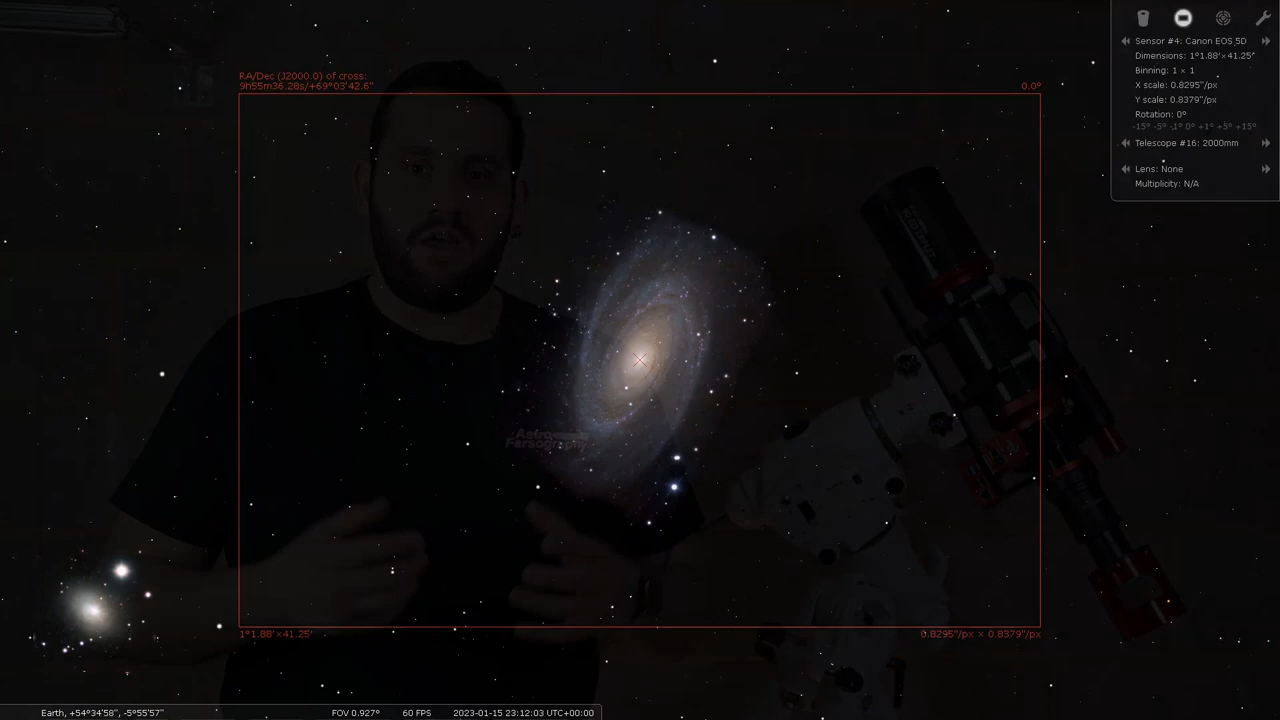 RA/Dec (J2000.0) of cross:
9h55m36.28s/+69°03'42.6"
0.0°
Sensor #4: Canon EOS 5D
Dimensions: 1°1.88'×41.25'
Binning: 1 × 1
X scale: 0.8295"/px
Y scale: 0.8379"/px
Rotation: 0°
-15° -5° -1° 0° +1° +5° +15°
Telescope #16: 2000mm
Lens: None
Multiplicity: N/A
Astro
Farsography
1°1.88'×41.25'
0.8295"/px × 0.8379"/px
Earth, +54°34'58", -5°55'57"
FOV 0.927°
60 FPS
2023-01-15 23:12:03 UTC+00:00